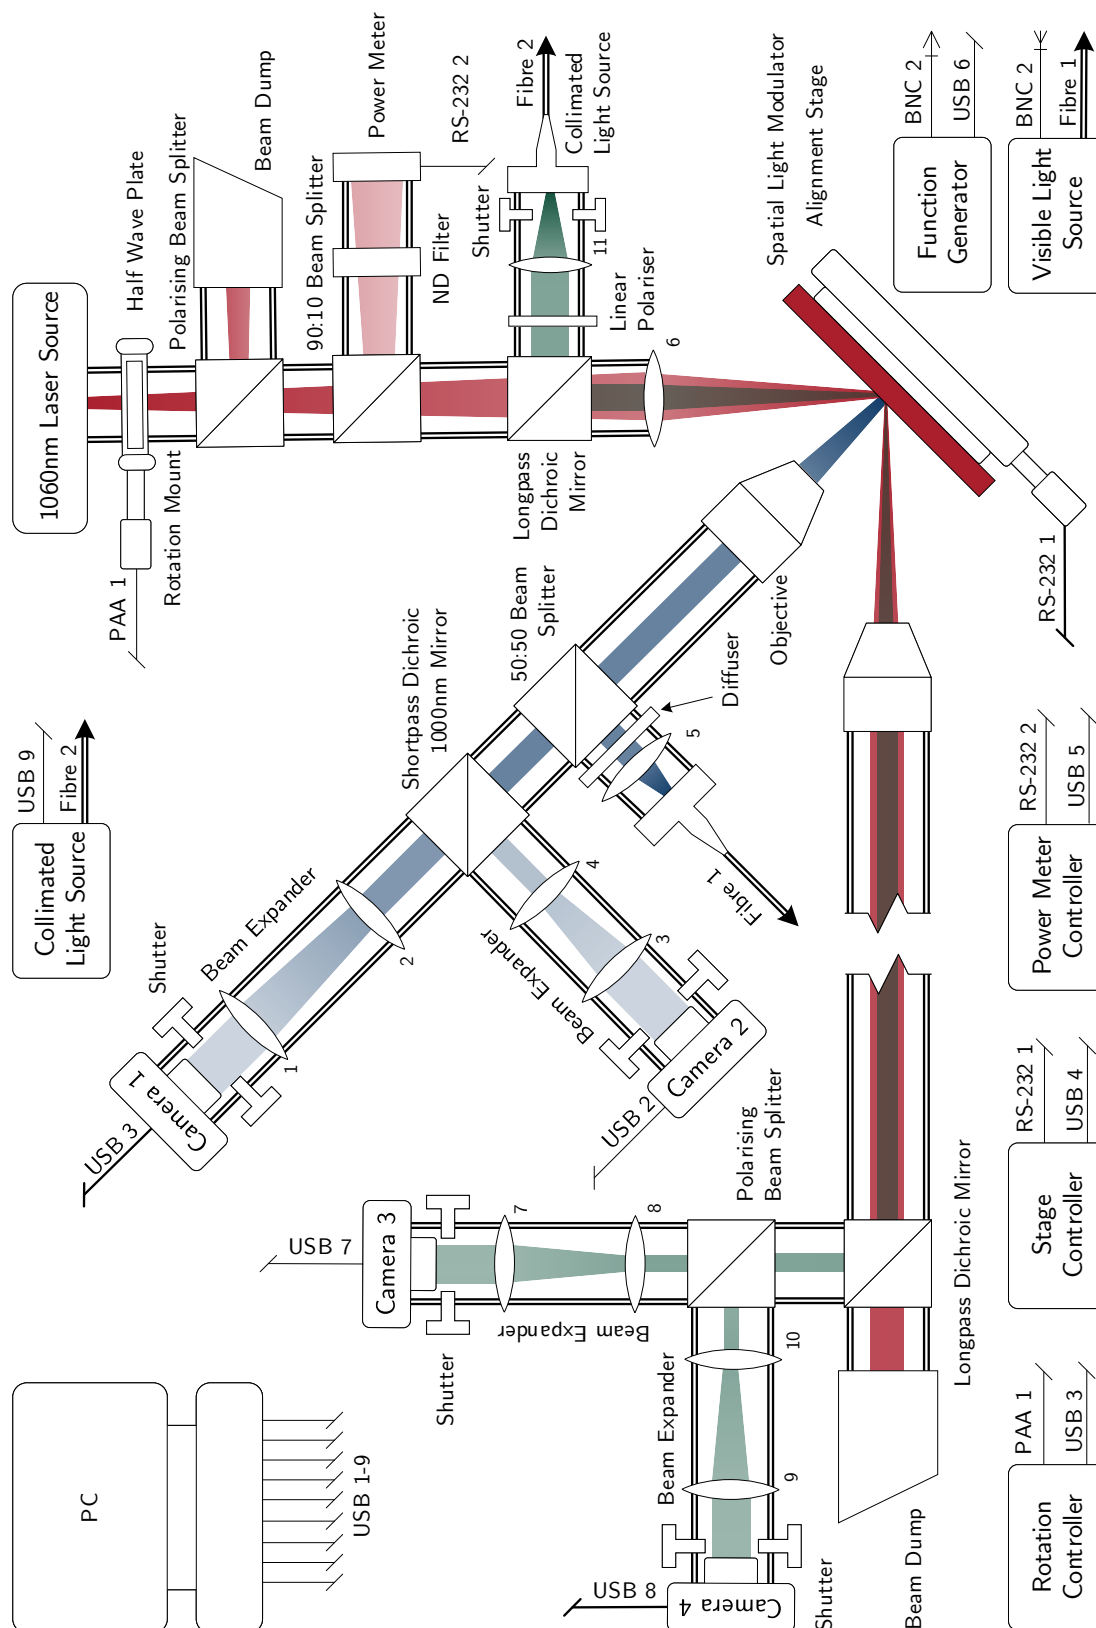 1060nm Laser Source
Half Wave Plate
Polarising Beam Splitter
Beam Dump
90:10 Beam Splitter
Power Meter
RS-232 2
ND Filter
Fibre 2
Collimated
Light Source
Shutter
11
Linear
Polariser
6
Rotation Mount
PAA 1
Longpass
Dichroic
Mirror
Spatial Light Modulator
Alignment Stage
BNC 2
USB 6
Function
Generator
BNC 2
Fibre 1
Visible Light
Source
RS-232 1
Objective
50:50 Beam
Splitter
Diffuser
5
Fibre 1
Shortpass Dichroic
1000nm Mirror
USB 9
Fibre 2
Collimated
Light Source
Shutter
Beam Expander
2
1
Camera 1
USB 3
4
3
Beam Expander
Camera 2
USB 2
RS-232 2
USB 5
Power Meter
Controller
RS-232 1
USB 4
Stage
Controller
PAA 1
USB 3
Rotation
Controller
Polarising
Beam Splitter
Longpass Dichroic Mirror
Beam Dump
USB 7
Camera 3
7
8
Beam Expander
Shutter
10
9
Beam Expander
Camera 4
USB 8
Shutter
PC
USB 1-9